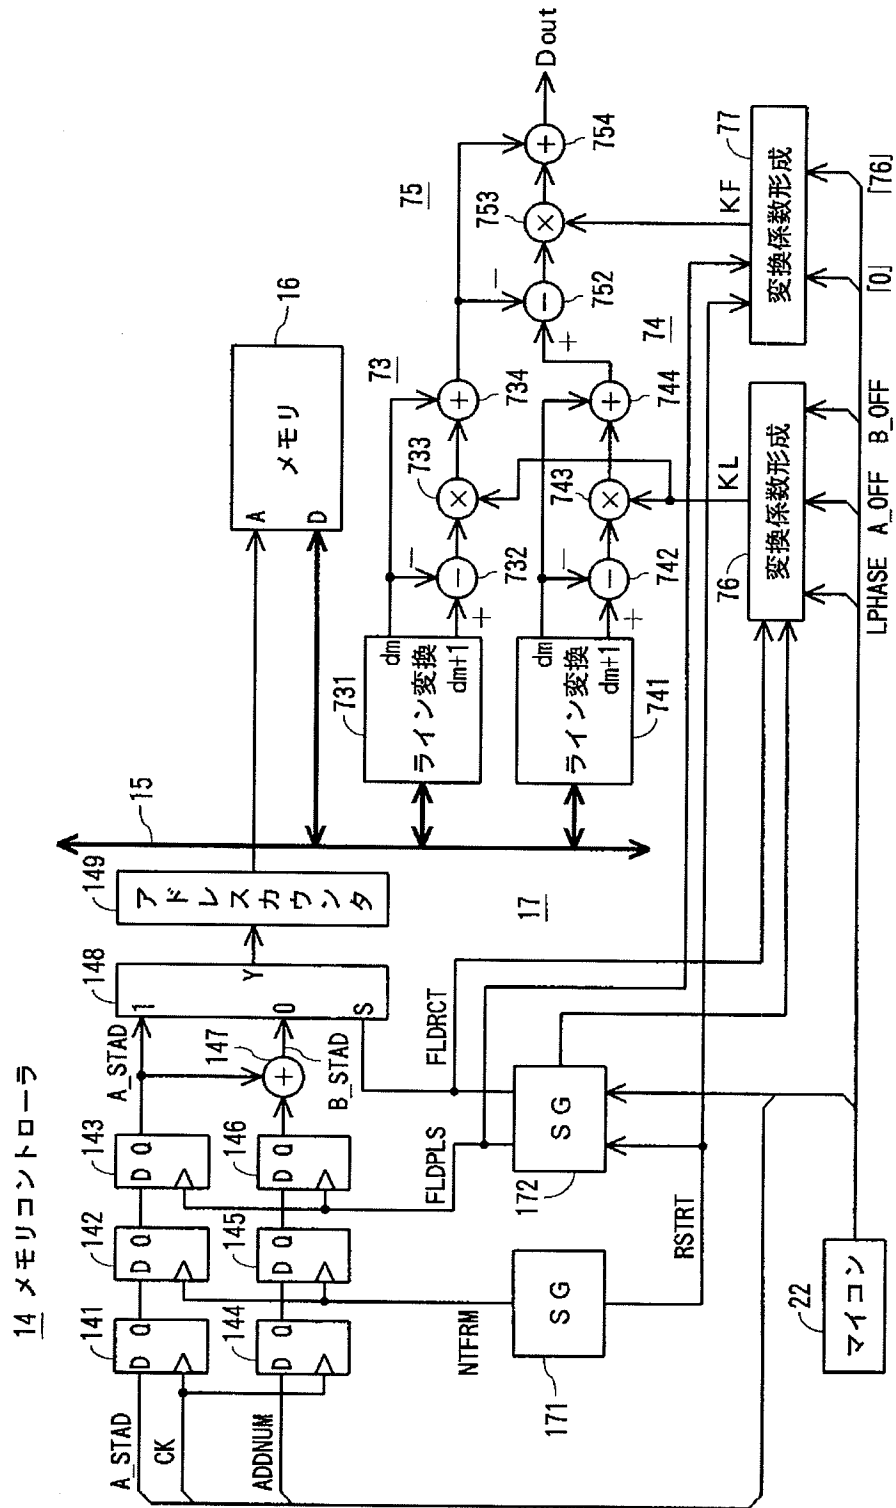 14 メモリコントローラ
A_STAD
CK
ADDNUM
141
D Q
142
D Q
143
D Q
A_STAD
144
D Q
145
D Q
146
D Q
147
+
B_STAD
148
1
0
S
Y
149
アドレスカウンタ
15
16
A
D
メモリ
NTFRM
FLDPLS
FLDRCT
17
171
SG
172
SG
RSTRT
22
マイコン
731
ライン変換
dm
dm+1
73
−
+
−
732
×
733
+
734
741
ライン変換
dm
dm+1
74
−
+
−
742
×
743
+
744
75
−
+
−
752
×
753
+
754
Dout
76
変換係数形成
KL
77
変換係数形成
KF
LPHASE A_OFF B_OFF
「0」
「76」